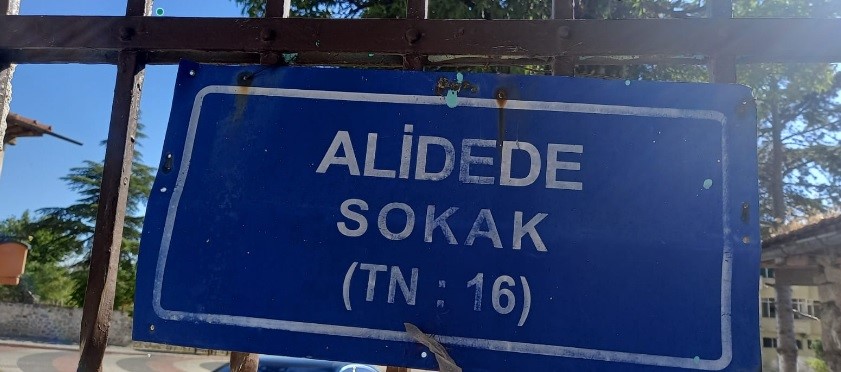 ALİDEDE
SOKAK
(TN : 16)